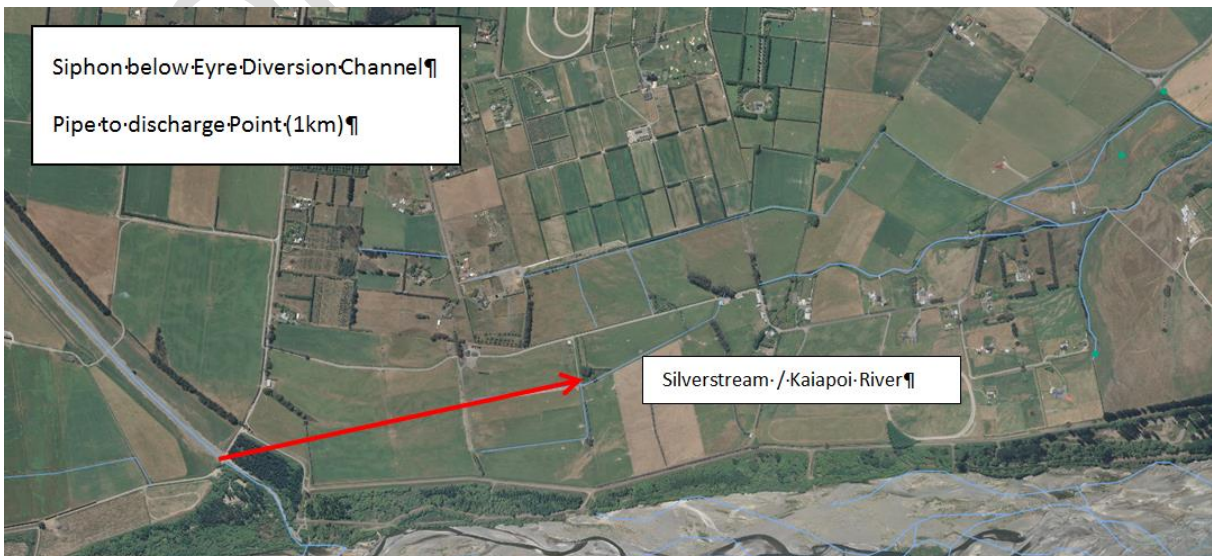 Siphon·below·Eyre·Diversion·Channel¶
Pipe·to·discharge·Point·(1km)¶
Silverstream·/·Kaiapoi·River¶